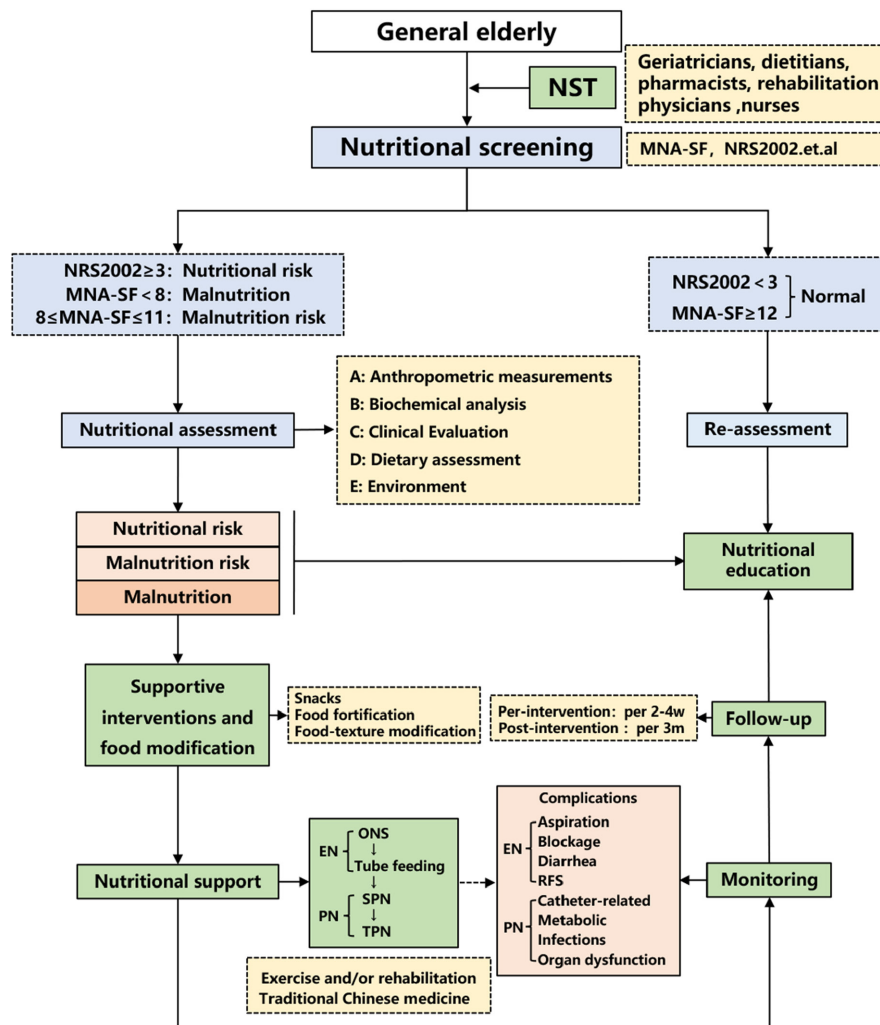 General elderly
NST
Geriatricians, dietitians,
pharmacists, rehabilitation
physicians ,nurses
Nutritional screening
MNA-SF, NRS2002.et.al
NRS2002≥3: Nutritional risk
MNA-SF<8: Malnutrition
8≤MNA-SF≤11: Malnutrition risk
NRS2002<3
MNA-SF≥12
Normal
Nutritional assessment
A: Anthropometric measurements
B: Biochemical analysis
C: Clinical Evaluation
D: Dietary assessment
E: Environment
Re-assessment
Nutritional risk
Malnutrition risk
Malnutrition
Nutritional
education
Supportive
interventions and
food modification
Snacks
Food fortification
Food-texture modification
Per-intervention: per 2-4w
Post-intervention : per 3m
Follow-up
Nutritional support
EN
ONS
↓
Tube feeding
↓
PN
SPN
↓
TPN
Complications
EN
Aspiration
Blockage
Diarrhea
RFS
PN
Catheter-related
Metabolic
Infections
Organ dysfunction
Monitoring
Exercise and/or rehabilitation
Traditional Chinese medicine